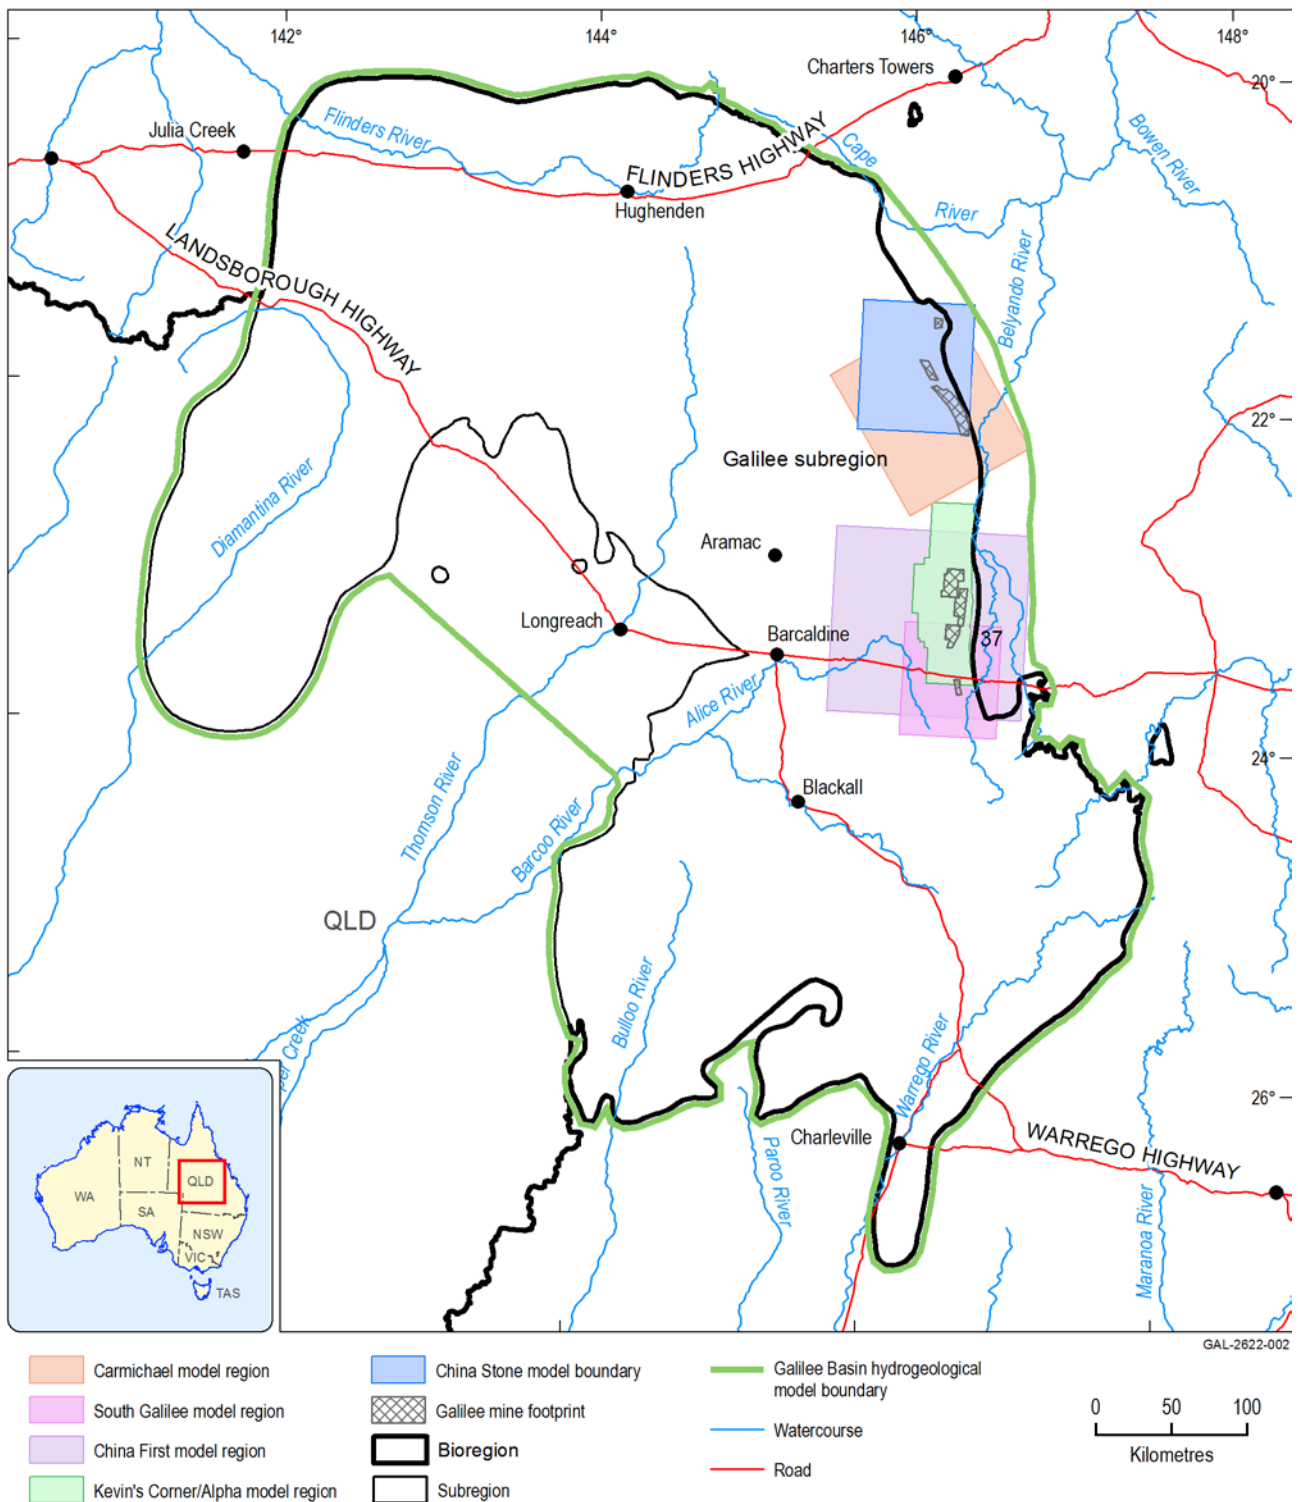 142°
144°
146°
148°
Charters Towers
20°
Julia Creek
Flinders River
FLINDERS HIGHWAY
Cape
River
Bowen River
Hughenden
LANDSBOROUGH HIGHWAY
Belyando River
22°
Galilee subregion
Diamantina River
Aramac
Longreach
Barcaldine
37
Alice River
24°
Thomson River
Barcoo River
Blackall
QLD
Bulloo River
Warrego River
per Creek
26°
Charleville
WARREGO HIGHWAY
Paroo River
Maranoa River
NT
QLD
WA
SA
NSW
VIC
TAS
GAL-2622-002
Carmichael model region
South Galilee model region
China First model region
Kevin's Corner/Alpha model region
China Stone model boundary
Galilee mine footprint
Bioregion
Subregion
Galilee Basin hydrogeological
model boundary
Watercourse
Road
0 50 100
Kilometres